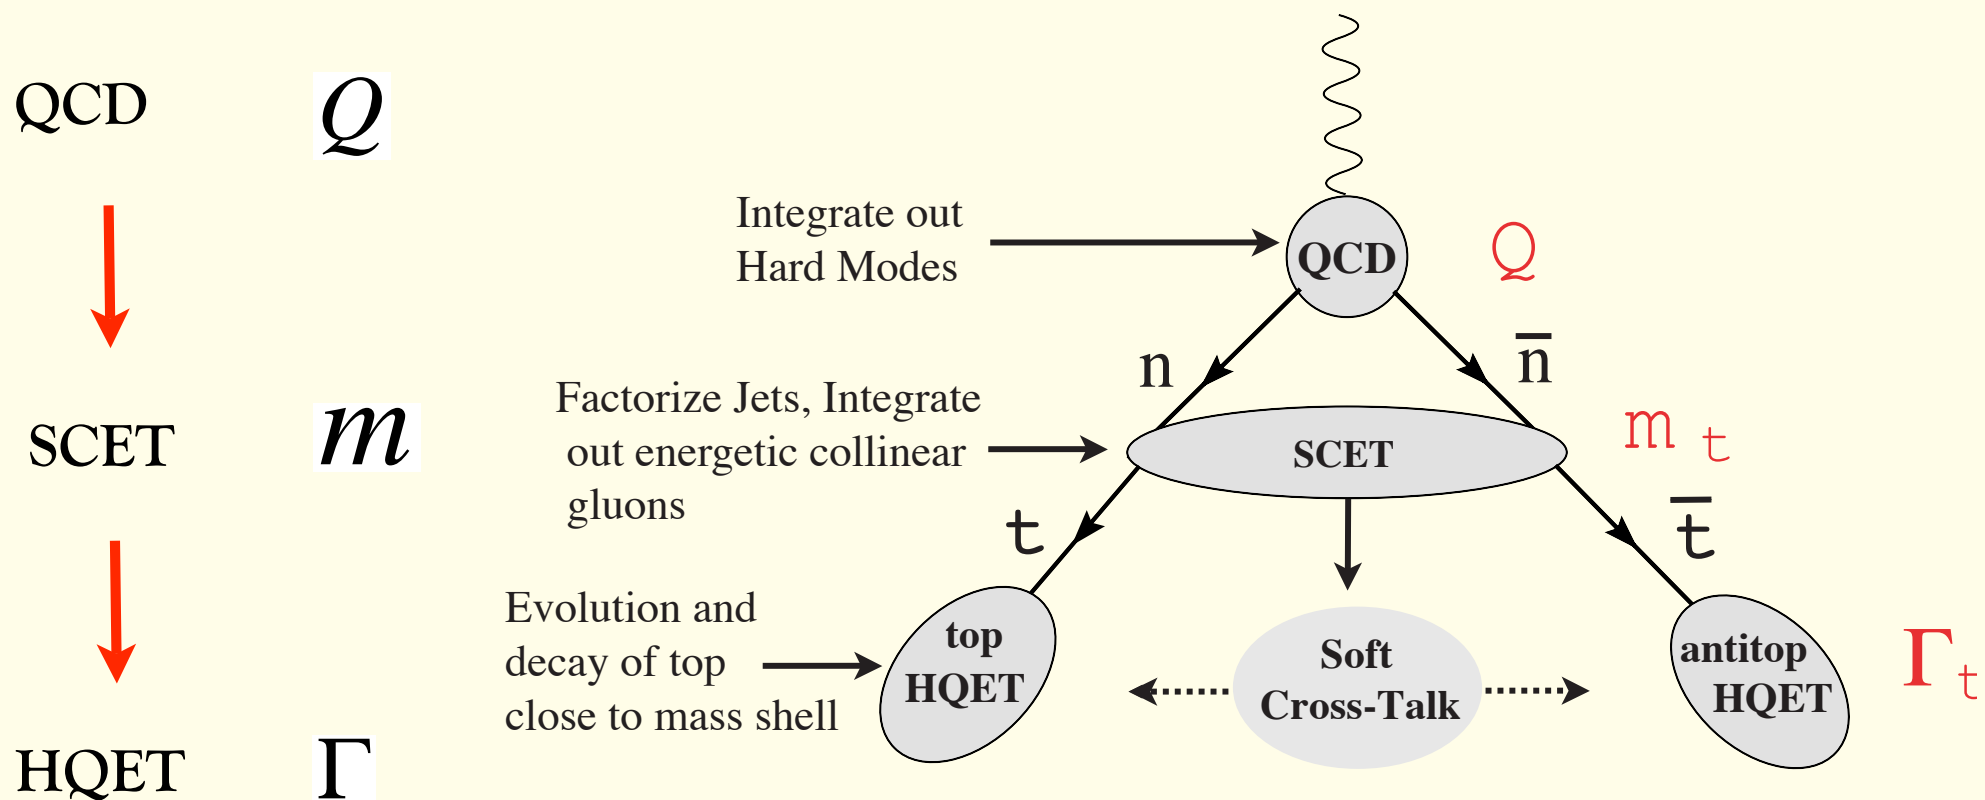 QCD
Q
SCET
m
HQET
Γ
Integrate out
Hard Modes
QCD
Q
n
n̅
Factorize Jets, Integrate
out energetic collinear
gluons
SCET
m t
t
t̅
Evolution and
decay of top
close to mass shell
top
HQET
Soft
Cross-Talk
antitop
HQET
Γt